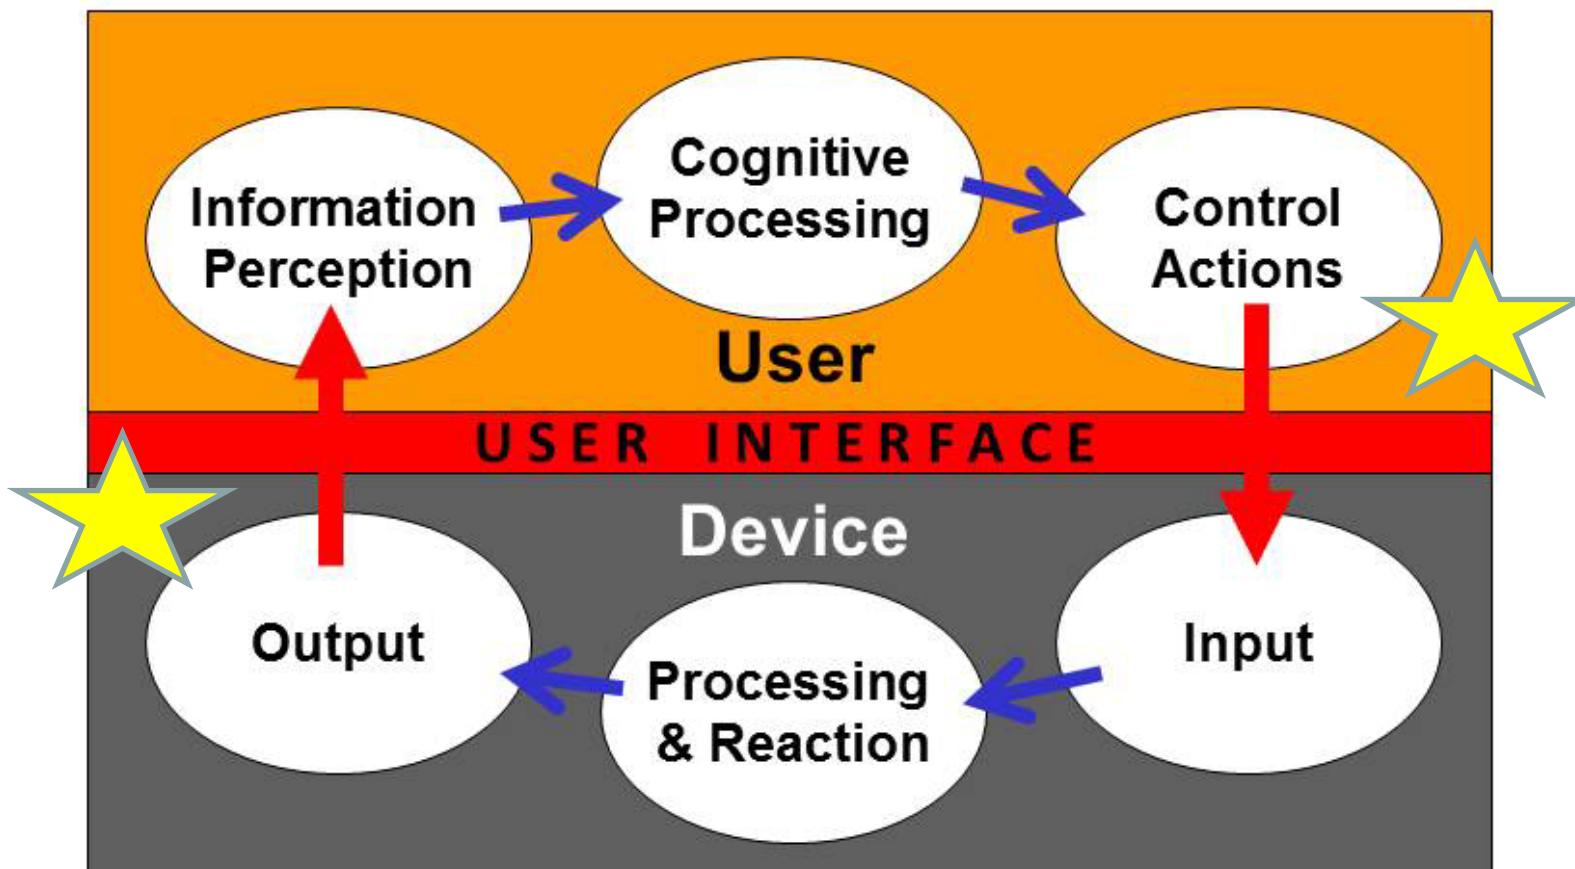 Cognitive
Processing
Information
Perception
Control
Actions
User
USER INTERFACE
Device
Output
Processing
& Reaction
Input